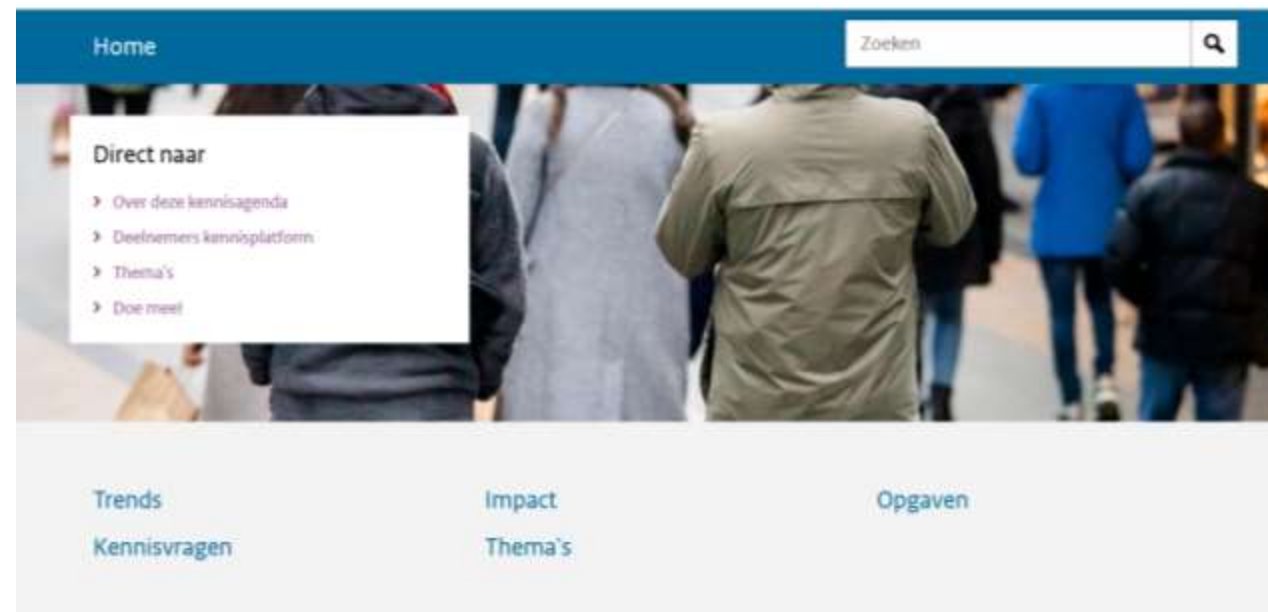 Home
Zoeken
Direct naar
Over deze kennisagenda
Deelnemers kennisplatform
Thema's
Doe mee!
Trends
Impact
Opgaven
Kennisvragen
Thema's